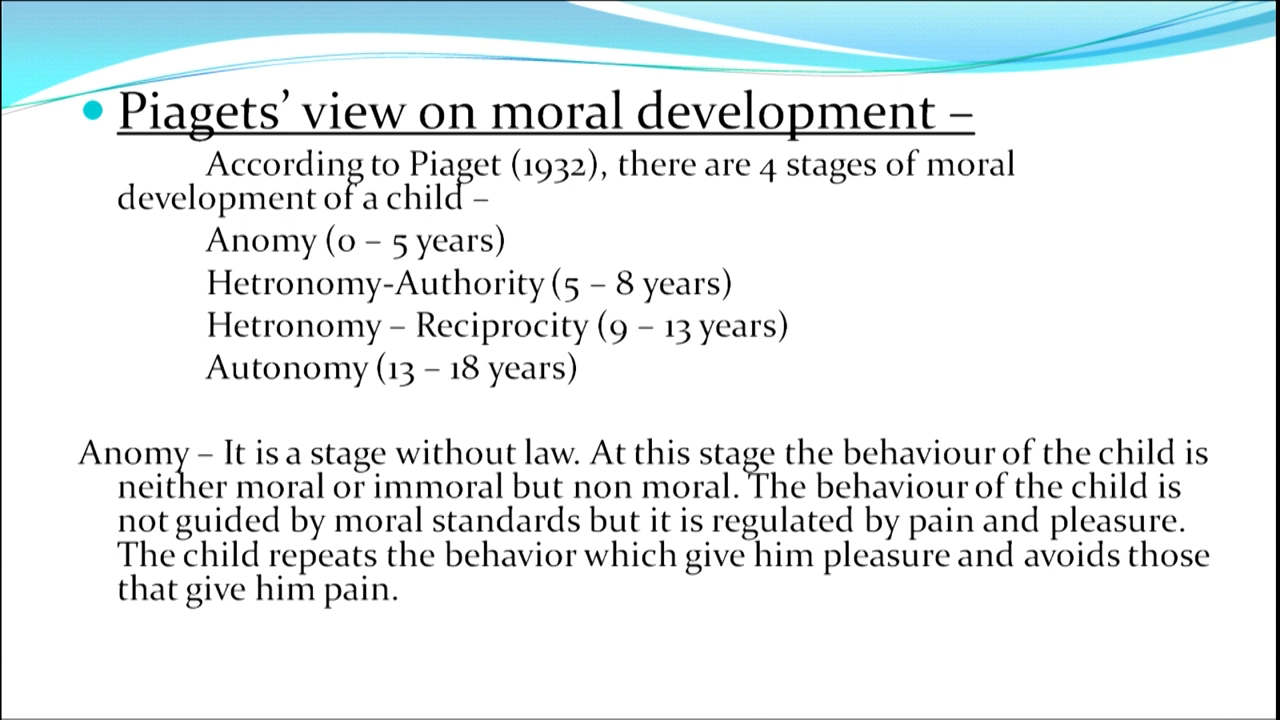 Piagets’ view on moral development –
According to Piaget (1932), there are 4 stages of moral
development of a child –
Anomy (0 – 5 years)
Hetronomy-Authority (5 – 8 years)
Hetronomy – Reciprocity (9 – 13 years)
Autonomy (13 – 18 years)
Anomy – It is a stage without law. At this stage the behaviour of the child is
neither moral or immoral but non moral. The behaviour of the child is
not guided by moral standards but it is regulated by pain and pleasure.
The child repeats the behavior which give him pleasure and avoids those
that give him pain.